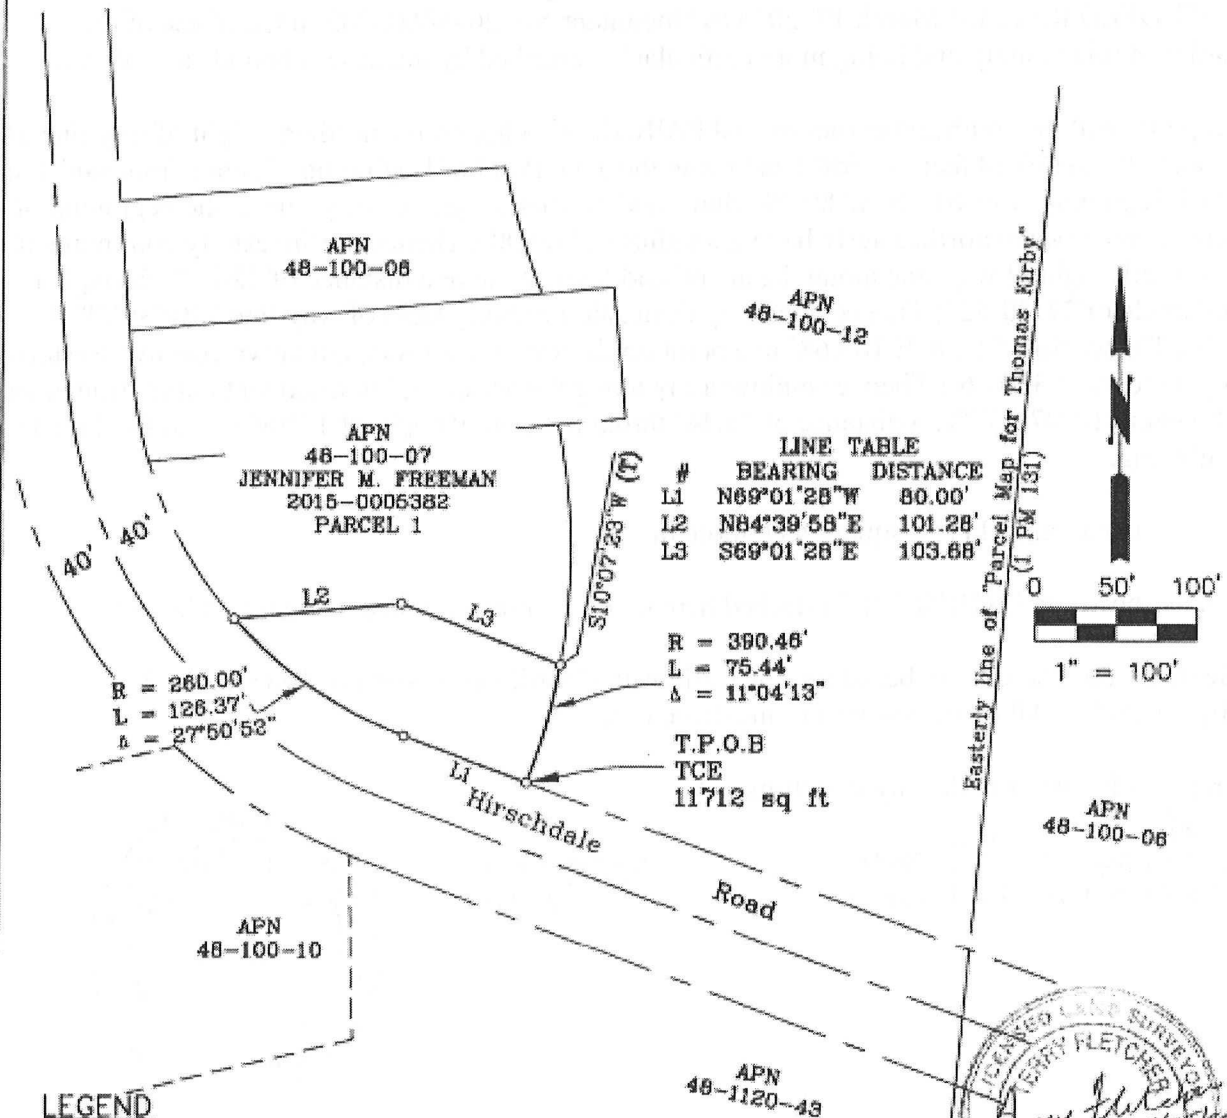 APN
48-100-06
APN
48-100-12
Easterly line of "Parcel Map for Thomas Kirby"
(1 PM 131)
APN
48-100-07
JENNIFER M. FREEMAN
2015-0005382
PARCEL 1
S10°07'23"W (T)
LINE TABLE
# BEARING DISTANCE
L1 N69°01'28"W 80.00'
L2 N84°39'58"E 101.28'
L3 S69°01'28"E 103.68'
40'
40'
L2
L3
0 50' 100'
1" = 100'
R = 260.00'
L = 126.37'
Δ = 27°50'52"
R = 390.46'
L = 75.44'
Δ = 11°04'13"
T.P.O.B
TCE
11712 sq ft
L1
Hirschdale
Road
APN
48-100-06
APN
48-100-10
APN
48-1120-43
LICENSED LAND SURVEYOR
TERRY FLETCHER
LEGEND